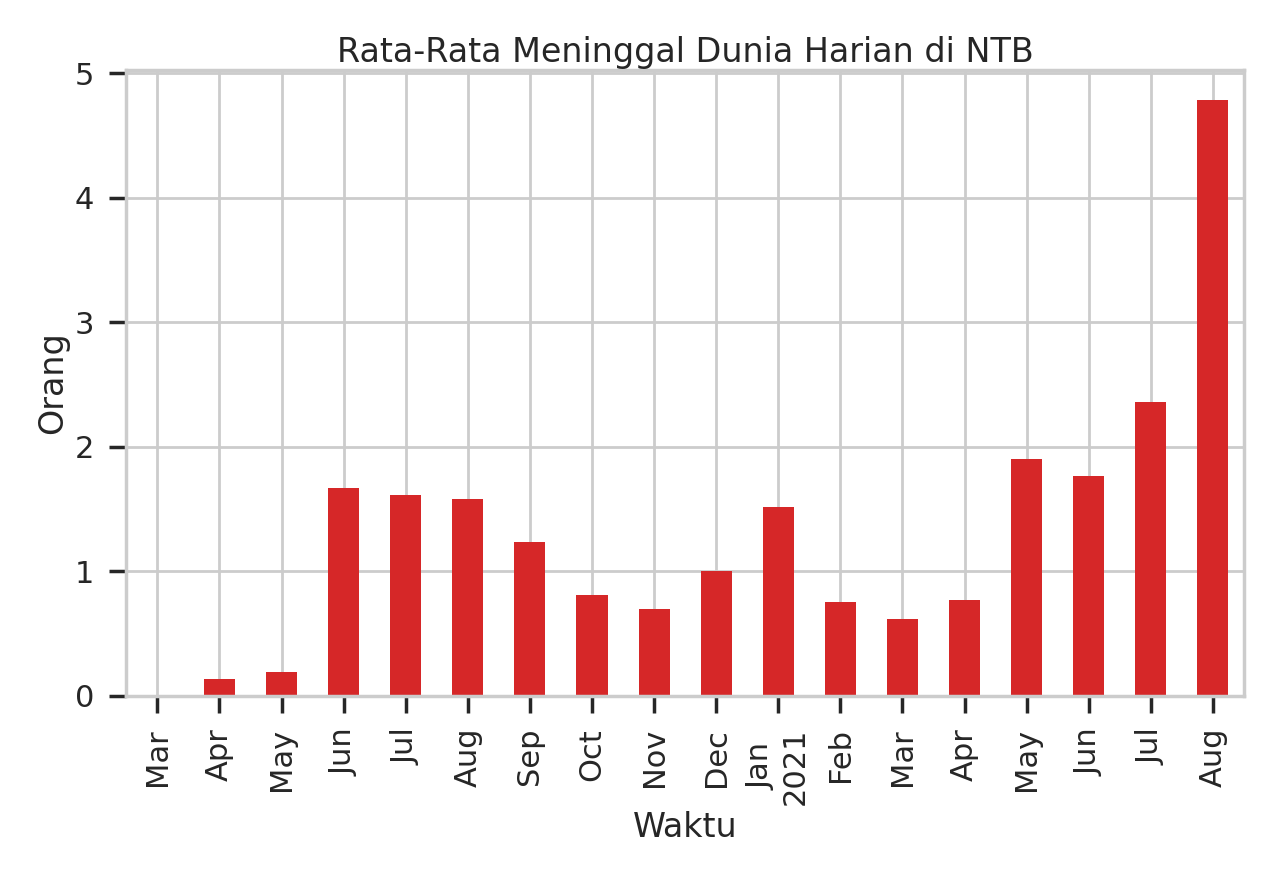 Rata-Rata Meninggal Dunia Harian di NTB
5
4
3
2
1
0
Orang
Mar
Apr
May
Jun
Jul
Aug
Sep
Oct
Nov
Dec
Jan
2021
Feb
Mar
Apr
May
Jun
Jul
Aug
Waktu